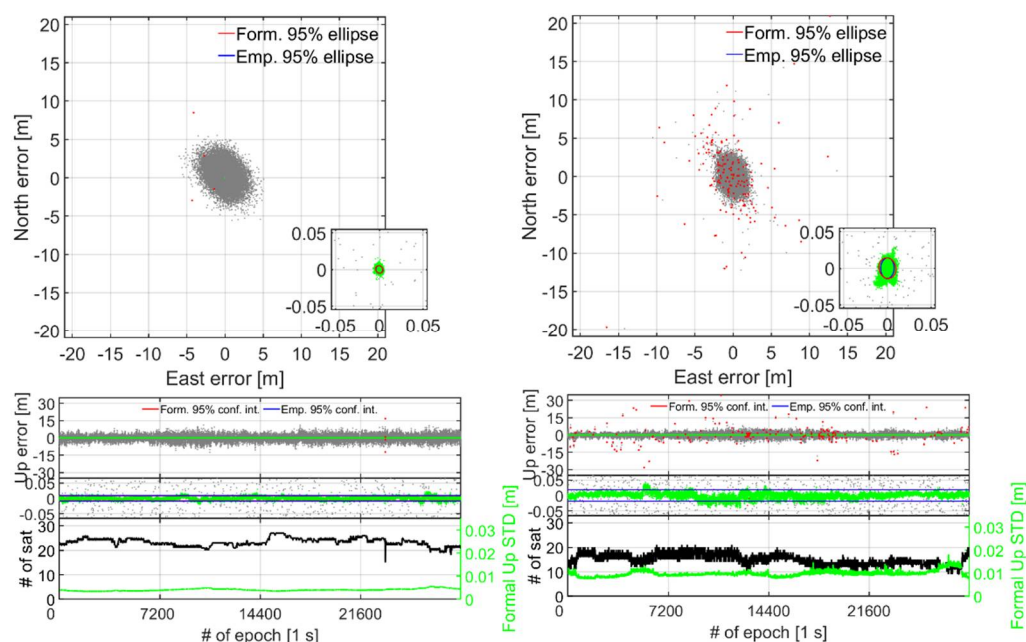 20
15
10
5
0
-5
-10
-15
-20
North error [m]
Form. 95% ellipse
Emp. 95% ellipse
0.05
0
-0.05
0
0.05
-20 -15 -10 -5 0 5 10 15 20
East error [m]
30
15
0
-15
-30
Up error [m]
Form. 95% conf. int. Emp. 95% conf. int.
0.05
-0.05
30
20
10
0
# of sat
0.03
0.02
0.01
0
Formal Up STD [m]
7200 14400 21600
# of epoch [1 s]
20
15
10
5
0
-5
-10
-15
-20
North error [m]
Form. 95% ellipse
Emp. 95% ellipse
0.05
0
-0.05
0
0.05
-20 -15 -10 -5 0 5 10 15 20
East error [m]
30
15
0
-15
-30
Up error [m]
Form. 95% conf. int. Emp. 95% conf. int.
0.05
-0.05
30
20
10
0
# of sat
0.03
0.02
0.01
0
Formal Up STD [m]
0 7200 14400 21600
# of epoch [1 s]